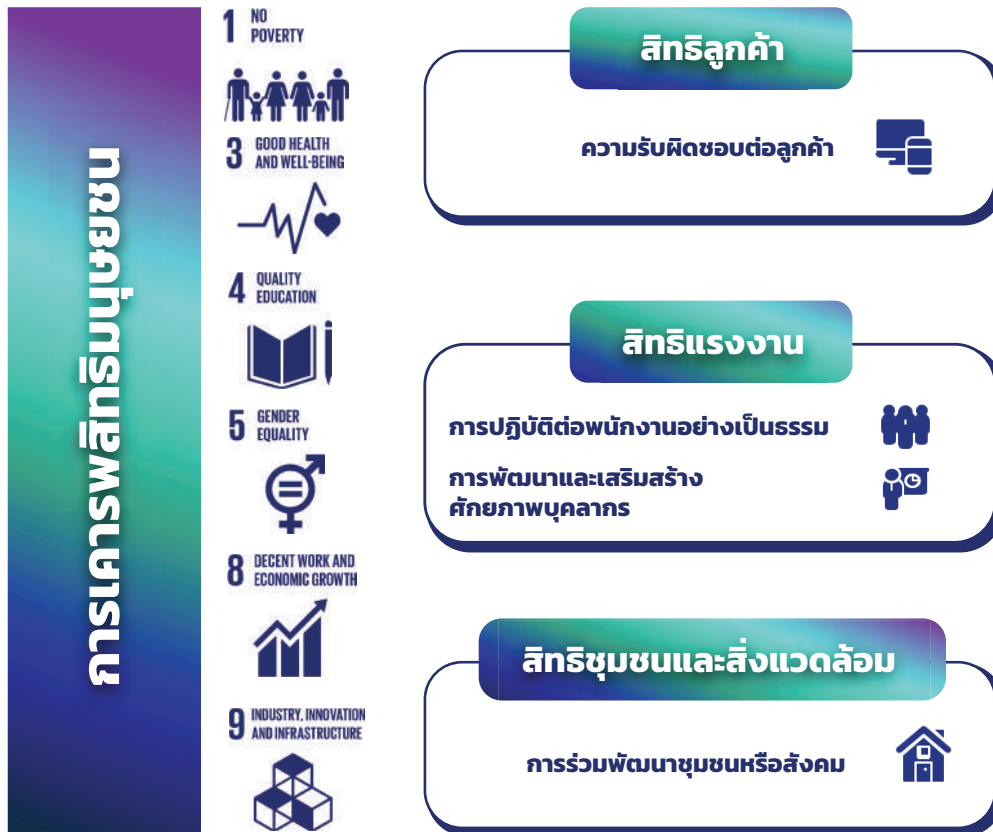 การเคารพสิทธิมนุษยชน
1 NO
POVERTY
3 GOOD HEALTH
AND WELL-BEING
4 QUALITY
EDUCATION
5 GENDER
EQUALITY
8 DECENT WORK AND
ECONOMIC GROWTH
9 INDUSTRY, INNOVATION
AND INFRASTRUCTURE
สิทธิลูกค้า
ความรับผิดชอบต่อลูกค้า
สิทธิแรงงาน
การปฏิบัติต่อพนักงานอย่างเป็นธรรม
การพัฒนาและเสริมสร้าง
ศักยภาพบุคลากร
สิทธิชุมชนและสิ่งแวดล้อม
การร่วมพัฒนาชุมชนหรือสังคม